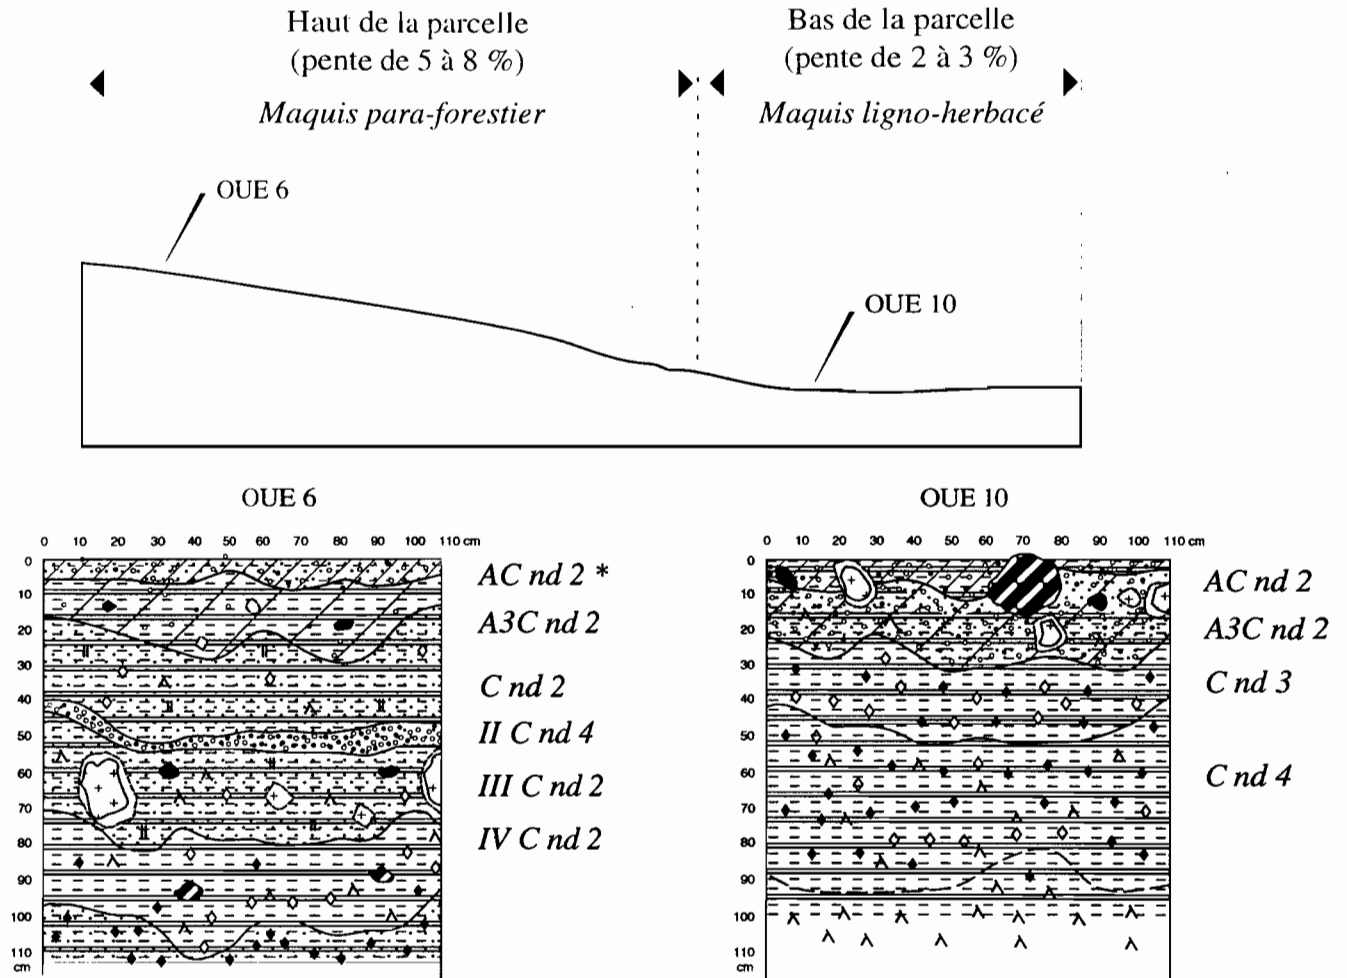 Haut de la parcelle
(pente de 5 à 8 %)
Maquis para-forestier
Bas de la parcelle
(pente de 2 à 3 %)
Maquis ligno-herbacé
OUE 6
OUE 10
OUE 6
0 10 20 30 40 50 60 70 80 90 100 110 cm
0
10
20
30
40
50
60
70
80
90
100
110
cm
AC nd 2 *
A3C nd 2
C nd 2
II C nd 4
III C nd 2
IV C nd 2
OUE 10
0 10 20 30 40 50 60 70 80 90 100 110 cm
0
10
20
30
40
50
60
70
80
90
100
110
cm
AC nd 2
A3C nd 2
C nd 3
C nd 4